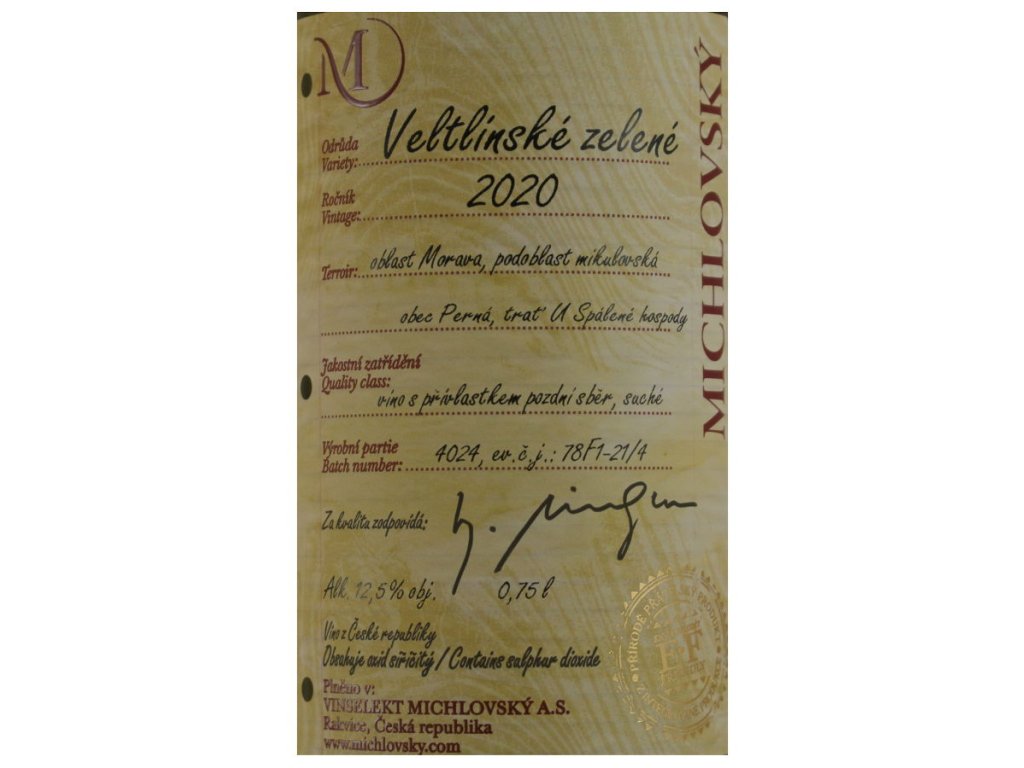 M
Odrůda
Variety: Veltlínské zelené
Ročník
Vintage: 2020
Terroir: oblast Morava, podoblast mikulovská
obec Perná, trať U Spálené hospody
Jakostní zatřídění
Quality class:
víno s přívlastkem pozdní sběr, suché
Výrobní partie
Batch number: 4024, ev.č.j.: 78F1-21/4
Za kvalitu zodpovídá:
Alk. 12,5% obj. 0,75 l
Víno z České republiky
Obsahuje oxid siřičitý / Contains sulphur dioxide
Plněno v:
VINSELEKT MICHLOVSKÝ A.S.
Rakvice, Česká republika
www.michlovsky.com
MICHLOVSKÝ